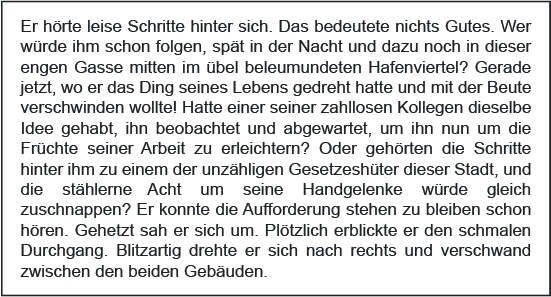 Er hörte leise Schritte hinter sich. Das bedeutete nichts Gutes. Wer
würde ihm schon folgen, spät in der Nacht und dazu noch in dieser
engen Gasse mitten im übel beleumundeten Hafenviertel? Gerade
jetzt, wo er das Ding seines Lebens gedreht hatte und mit der Beute
verschwinden wollte! Hatte einer seiner zahllosen Kollegen dieselbe
Idee gehabt, ihn beobachtet und abgewartet, um ihn nun um die
Früchte seiner Arbeit zu erleichtern? Oder gehörten die Schritte
hinter ihm zu einem der unzähligen Gesetzeshüter dieser Stadt, und
die stählerne Acht um seine Handgelenke würde gleich
zuschnappen? Er konnte die Aufforderung stehen zu bleiben schon
hören. Gehetzt sah er sich um. Plötzlich erblickte er den schmalen
Durchgang. Blitzartig drehte er sich nach rechts und verschwand
zwischen den beiden Gebäuden.